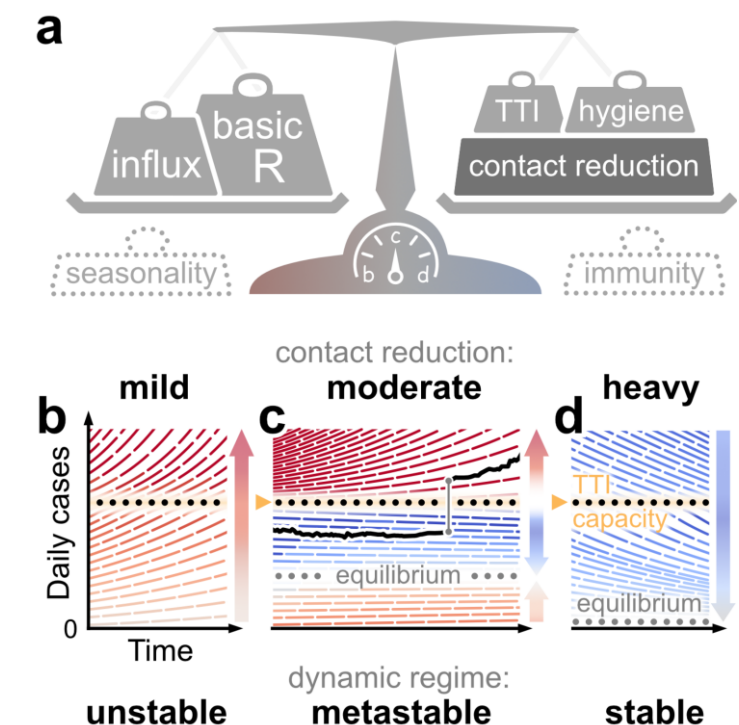 a
influx
basic
R
TTI
hygiene
contact reduction
seasonality
b
c
d
immunity
contact reduction:
mild
moderate
heavy
b
c
d
Daily cases
TTI
capacity
equilibrium
equilibrium
0
Time
dynamic regime:
unstable
metastable
stable